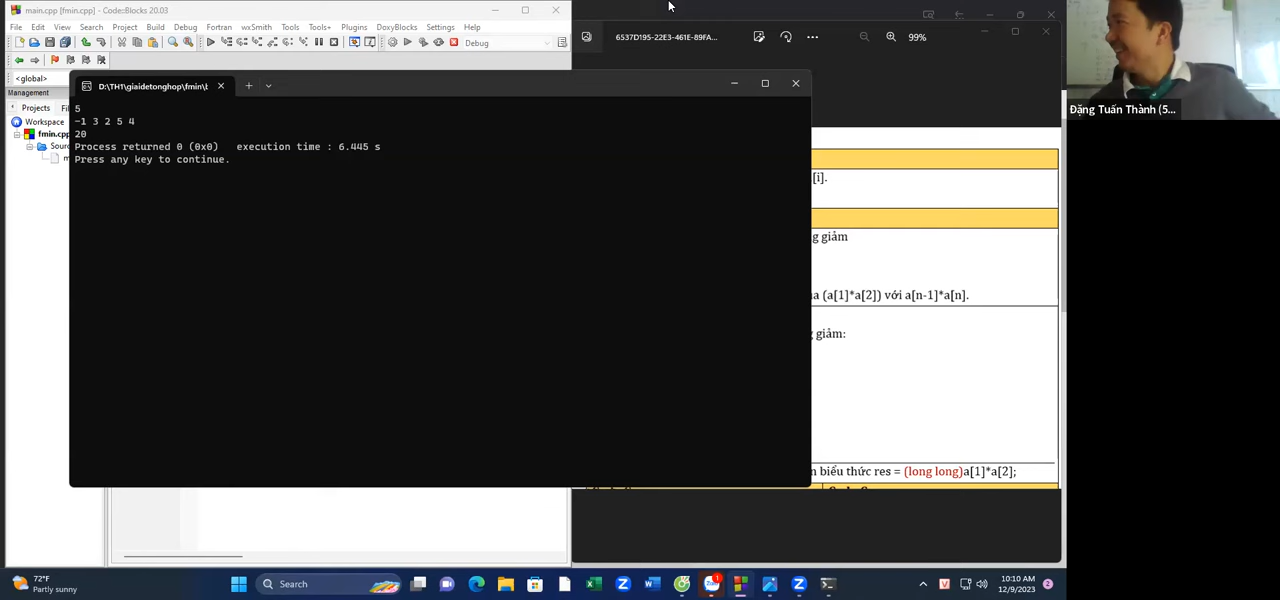 main.cpp [fmin.cpp] - Code::Blocks 20.03
File Edit View Search Project Build Debug Fortran wxSmith Tools Tools+ Plugins DoxyBlocks Settings Help
Debug
<global>
Management
Projects
Workspace
fmin.cpp
D:\TH1\giaidetonghop\fmin\
5
-1 3 2 5 4
20
Process returned 0 (0x0) execution time : 6.445 s
Press any key to continue.
6537D195-22E3-461E-89FA...
99%
[i].
g giảm
a (a[1]*a[2]) với a[n-1]*a[n].
g giảm:
n biểu thức res = (long long)a[1]*a[2];
Đặng Tuấn Thành (5...
72°F
Partly sunny
Search
1
10:10 AM
12/9/2023
2